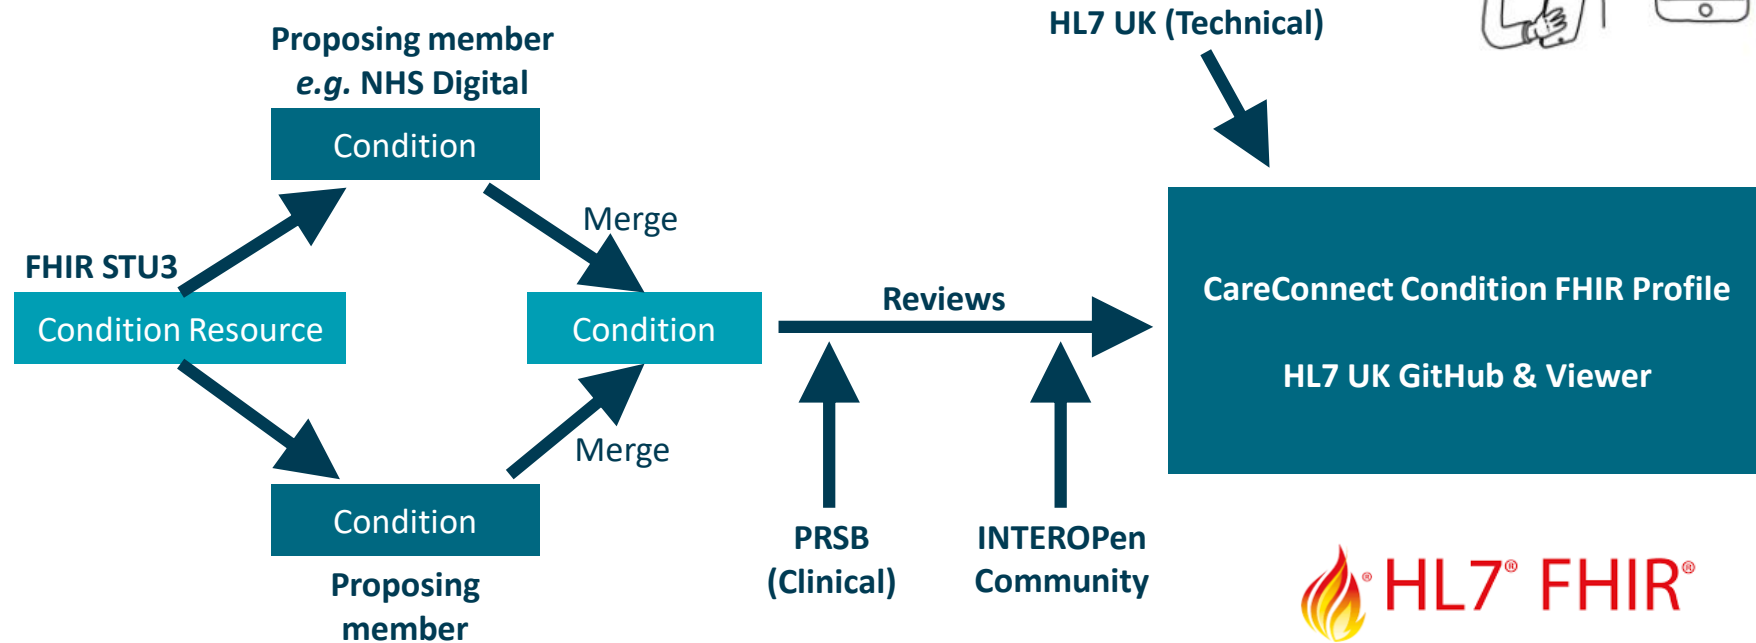 HL7 UK (Technical)
Proposing member
e.g. NHS Digital
Condition
Merge
FHIR STU3
Condition Resource
Condition
Reviews
CareConnect Condition FHIR Profile
HL7 UK GitHub & Viewer
Merge
Condition
Proposing
member
PRSB
(Clinical)
INTEROPen
Community
® HL7® FHIR®